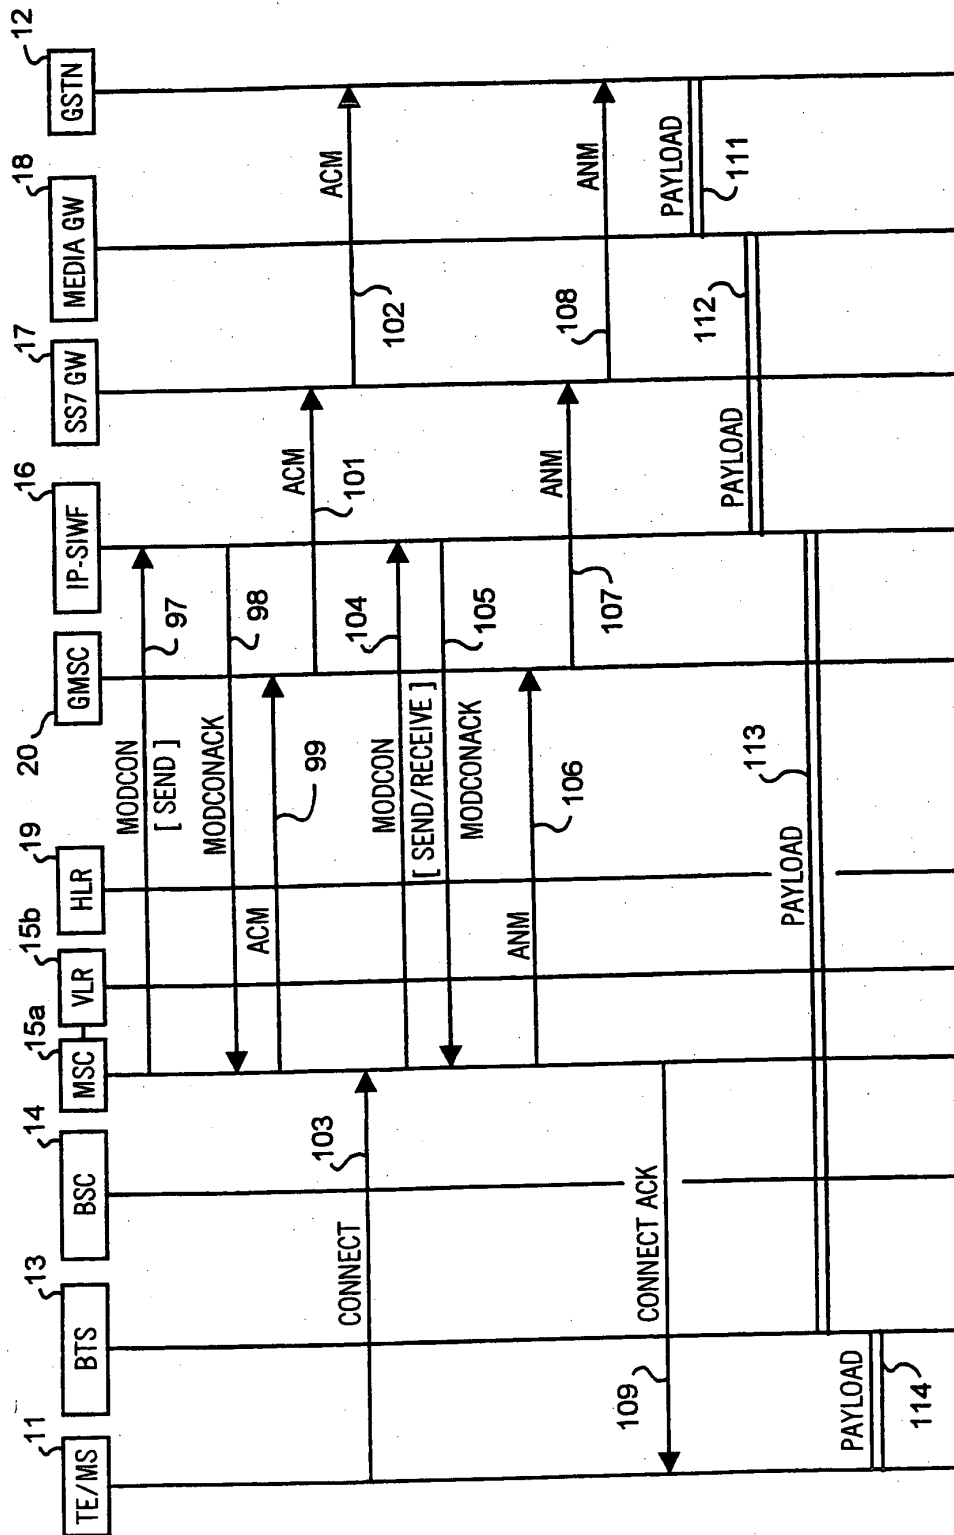 11
TE/MS
13
BTS
14
BSC
15a
MSC
15b
VLR
19
HLR
20
GMSC
16
IP-SIWF
17
SS7 GW
18
MEDIA GW
12
GSTN
MODCON
[ SEND ]
97
MODCONACK
98
ACM
99
ACM
101
ACM
102
CONNECT
103
MODCON
[ SEND/RECEIVE ]
104
MODCONACK
105
ANM
106
ANM
107
ANM
108
CONNECT ACK
109
PAYLOAD
111
PAYLOAD
112
PAYLOAD
113
PAYLOAD
114